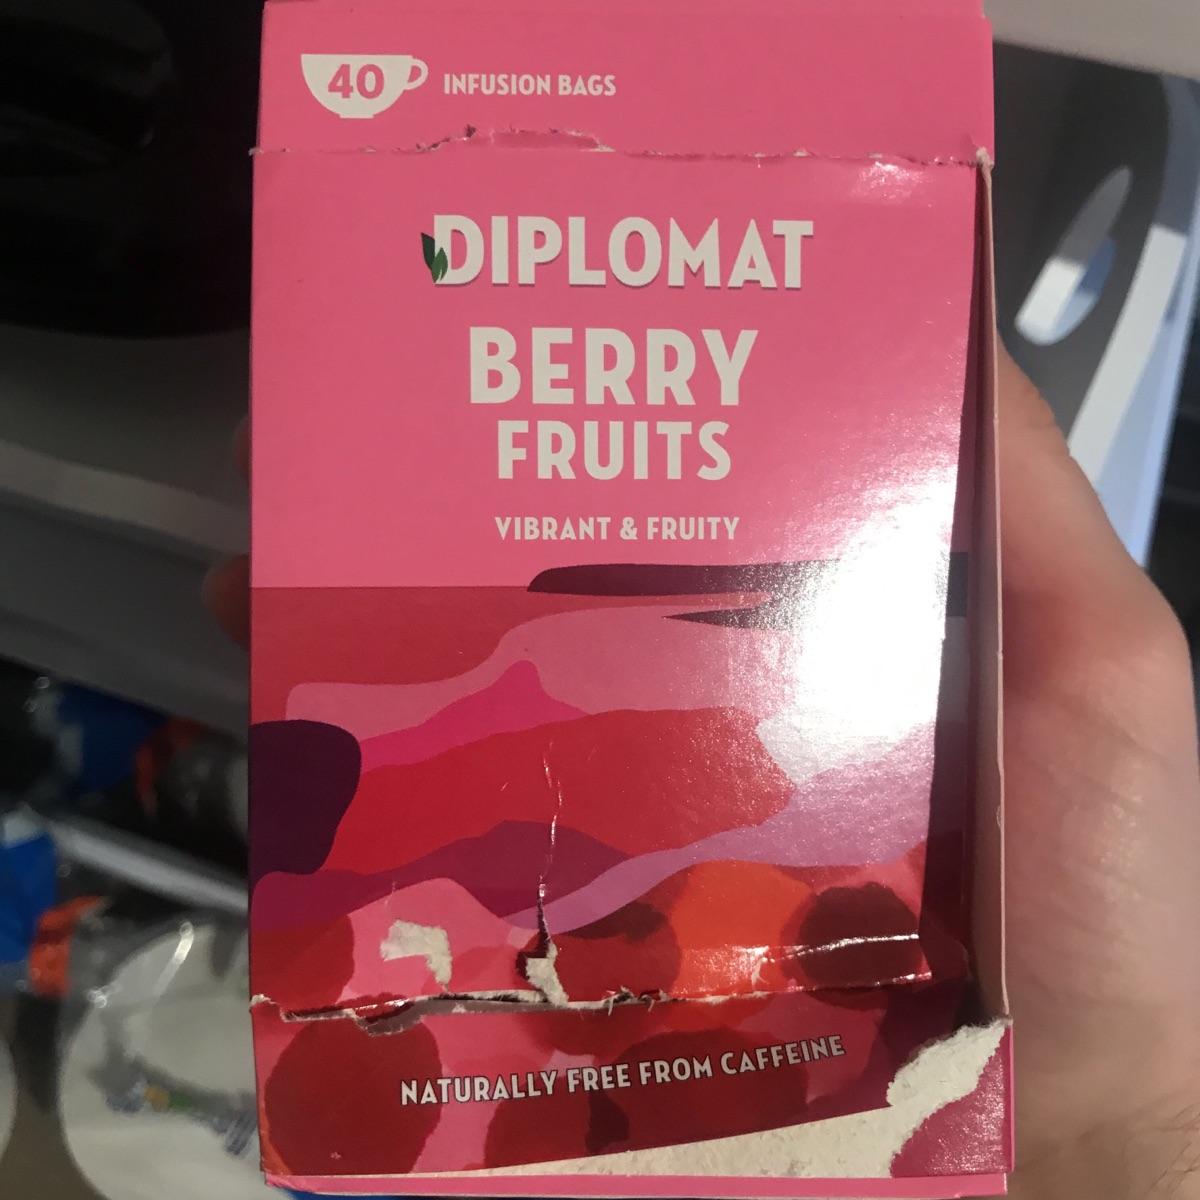 40 INFUSION BAGS
DIPLOMAT
BERRY
FRUITS
VIBRANT & FRUITY
NATURALLY FREE FROM CAFFEINE